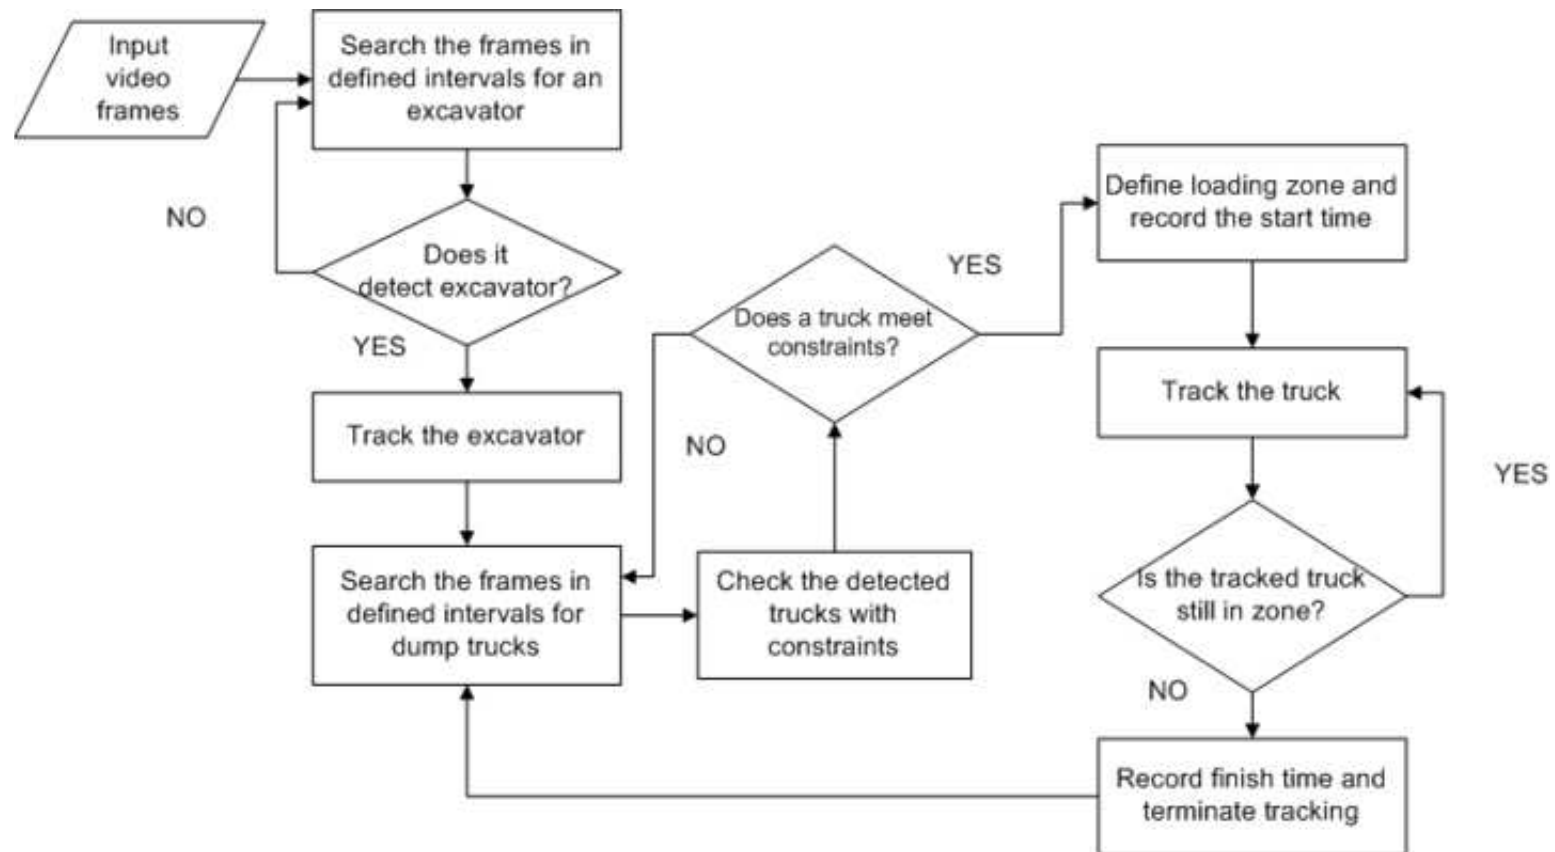 Input
video
frames
Search the frames in
defined intervals for an
excavator
NO
Does it
detect excavator?
YES
Track the excavator
Search the frames in
defined intervals for
dump trucks
Check the detected
trucks with
constraints
NO
Does a truck meet
constraints?
YES
Define loading zone and
record the start time
Track the truck
YES
Is the tracked truck
still in zone?
NO
Record finish time and
terminate tracking